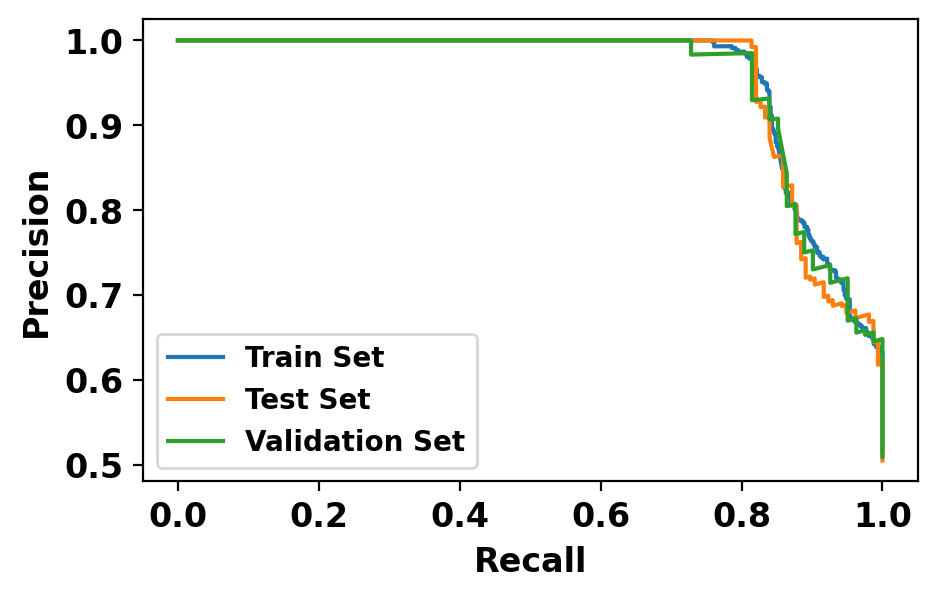 1.0
0.9
0.8
0.7
0.6
0.5
Precision
Train Set
Test Set
Validation Set
0.0 0.2 0.4 0.6 0.8 1.0
Recall